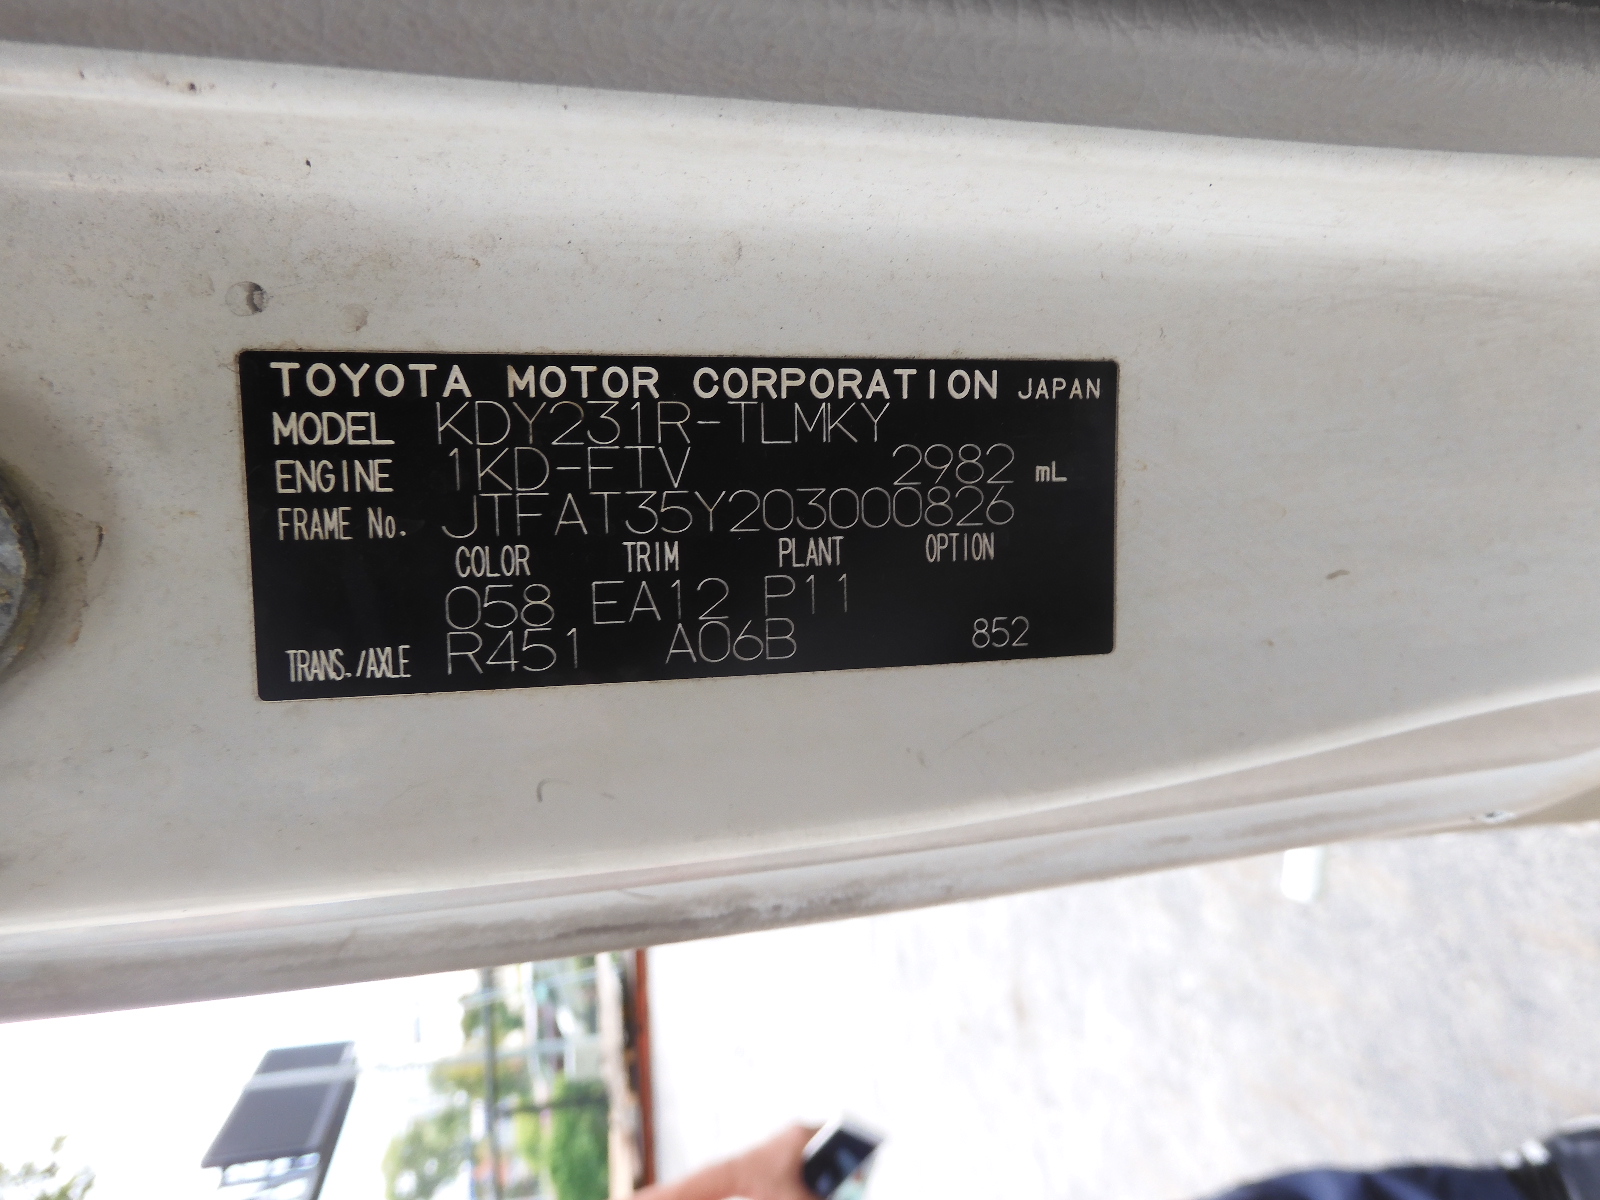 TOYOTA MOTOR CORPORATION JAPAN
MODEL KDY231R-TLMKY
ENGINE 1KD-FTV 2982 mL
FRAME No. JTFAT35Y203000826
COLOR TRIM PLANT OPTION
058 EA12 P11
TRANS./AXLE R451 A06B 852